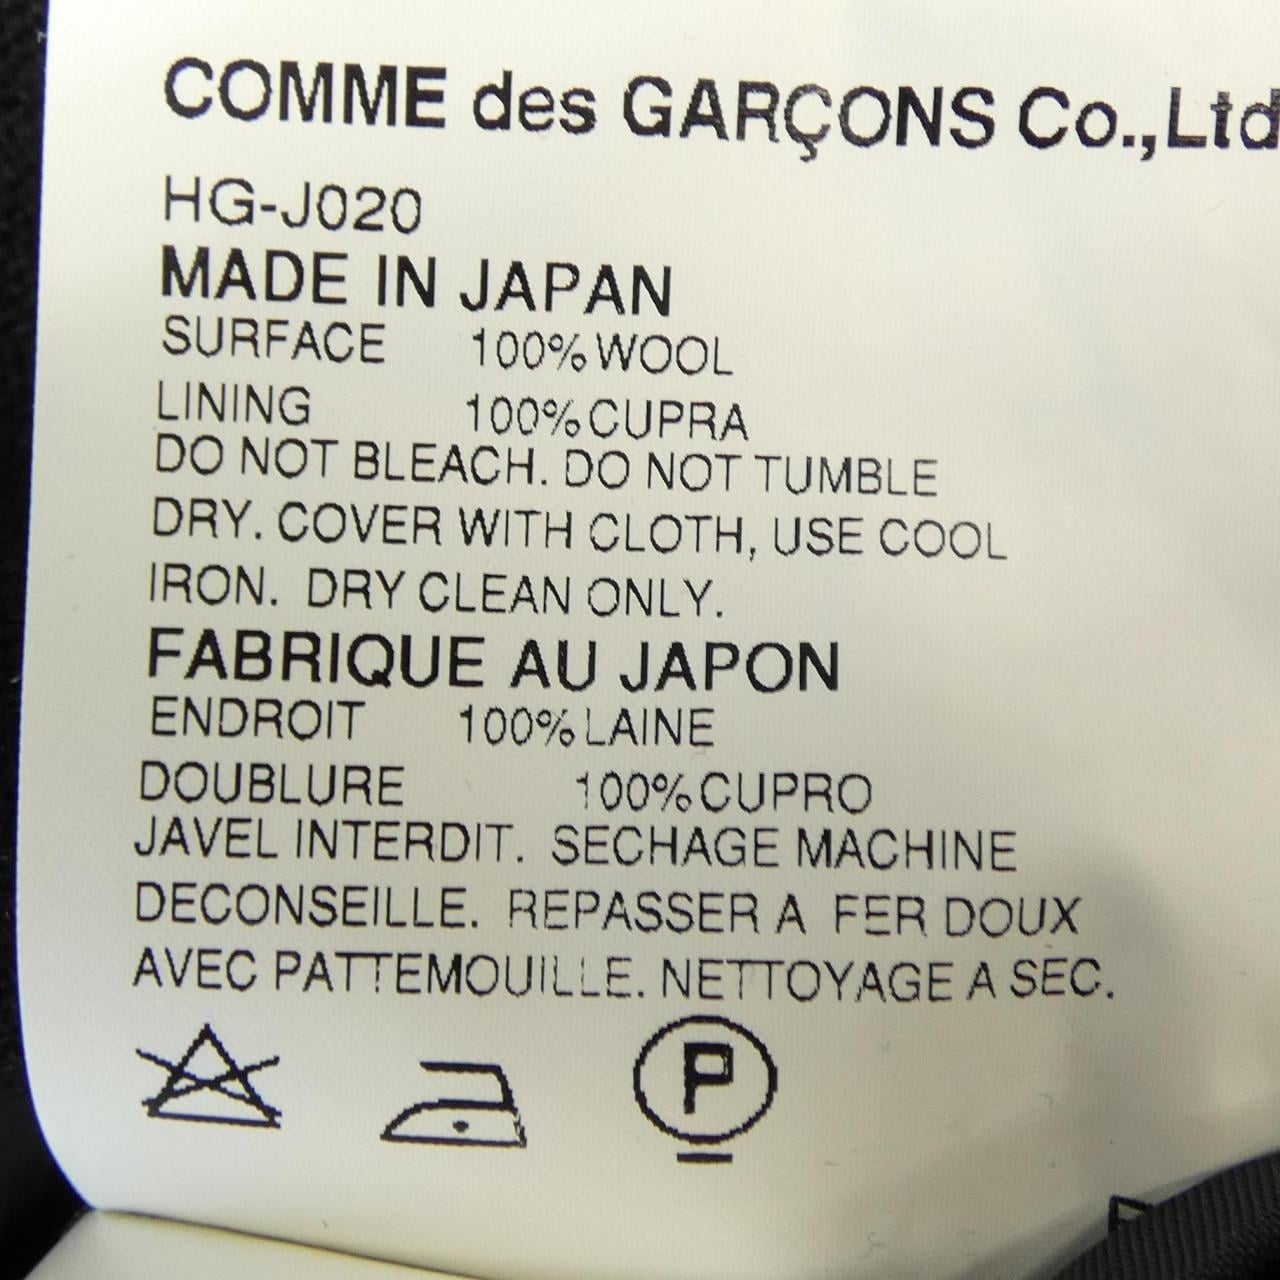 COMME des GARÇONS Co.,Ltd
HG-J020
MADE IN JAPAN
SURFACE 100%WOOL
LINING 100%CUPRA
DO NOT BLEACH. DO NOT TUMBLE
DRY. COVER WITH CLOTH, USE COOL
IRON. DRY CLEAN ONLY.
FABRIQUE AU JAPON
ENDROIT 100%LAINE
DOUBLURE 100%CUPRO
JAVEL INTERDIT. SECHAGE MACHINE
DECONSEILLE. REPASSER A FER DOUX
AVEC PATTEMOUILLE. NETTOYAGE A SEC.
P